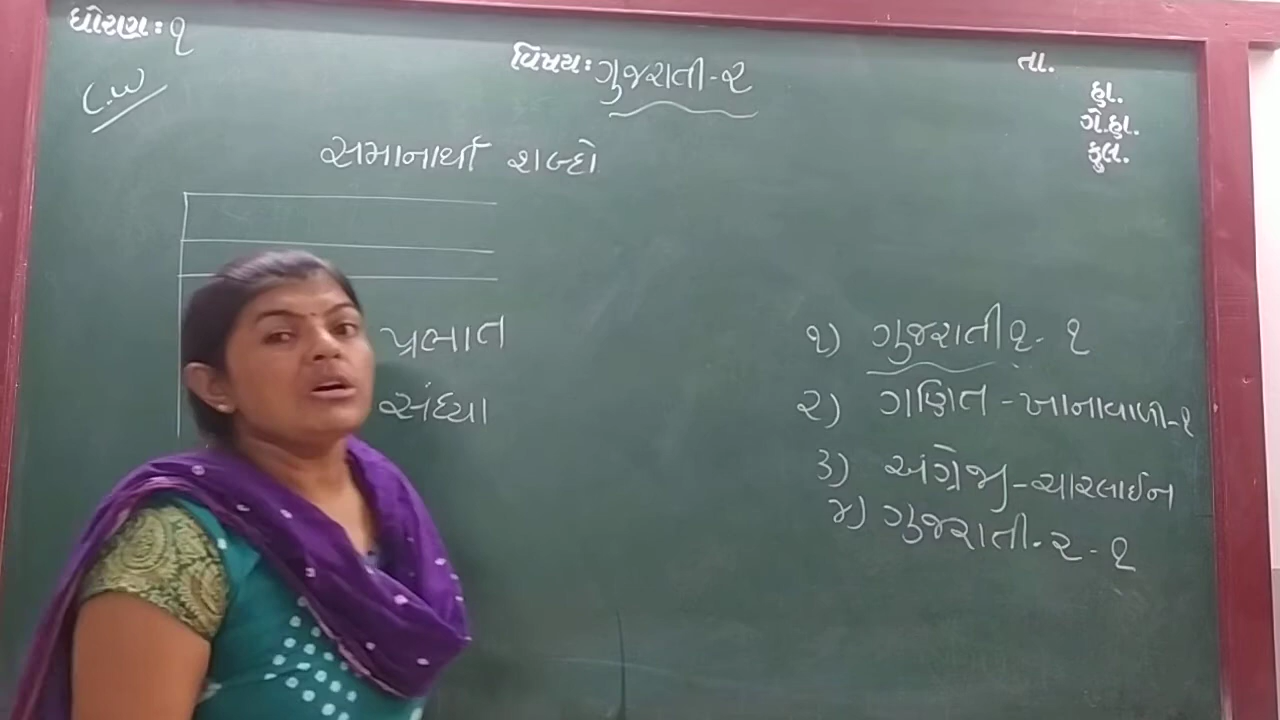 ધોરણ: ૧
વિષય: ગુજરાતી-૨
તા.
હા.
ગે.હા.
કુલ.
C.W
સમાનાર્થી શબ્દો
પ્રભાત
સંધ્યા
૧) ગુજરાતી ૧ - ૧
૨) ગણિત - ખાનાવાળી-૧
૩) અંગ્રેજી - ચારલાઈન
૪) ગુજરાતી - ૨ - ૧